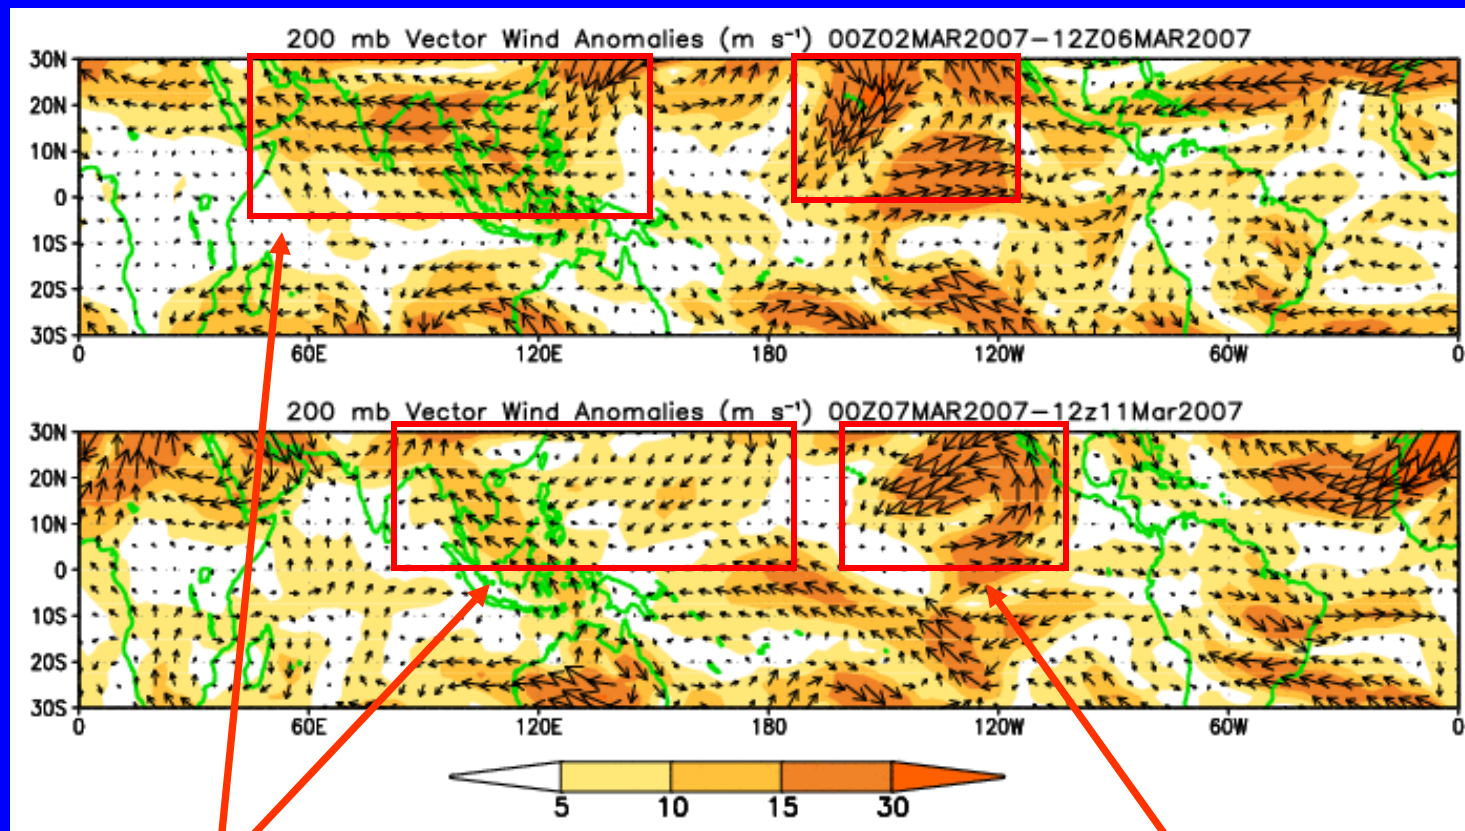 200 mb Vector Wind Anomalies (m s⁻¹) 00Z02MAR2007–12Z06MAR2007
30N
20N
10N
0
10S
20S
30S
0 60E 120E 180 120W 60W 0
200 mb Vector Wind Anomalies (m s⁻¹) 00Z07MAR2007–12z11Mar2007
30N
20N
10N
0
10S
20S
30S
0 60E 120E 180 120W 60W 0
5 10 15 30